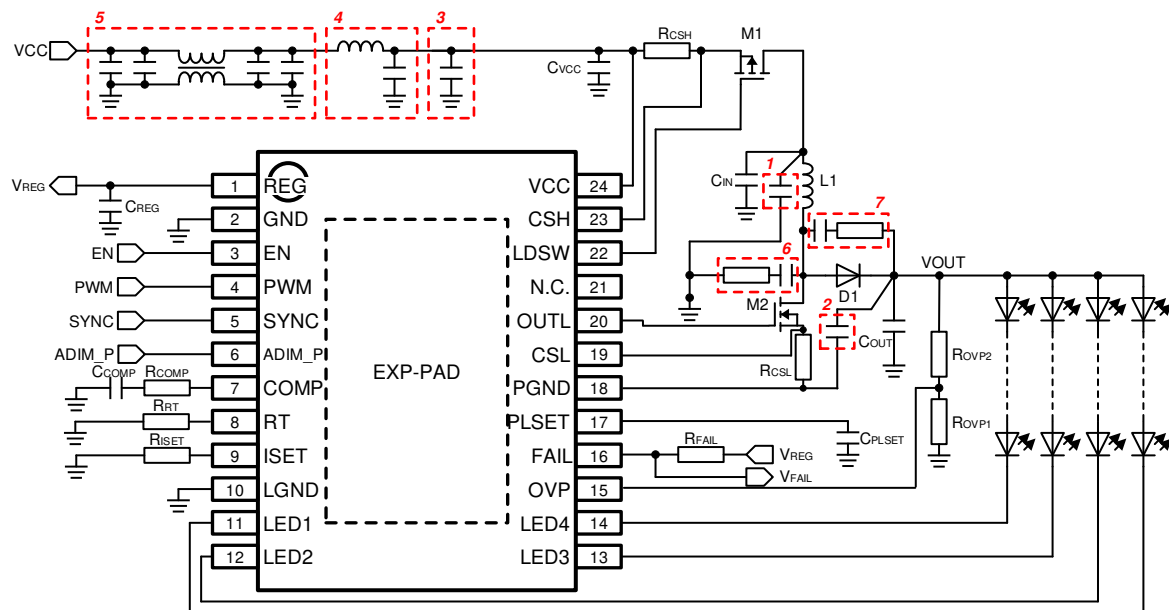 5
4
3
M1
VCC
RCSH
CVCC
1
CIN
L1
7
VREG
CREG
1
REG
VCC
24
2
GND
CSH
23
EN
3
EN
LDSW
22
6
VOUT
PWM
4
PWM
N.C.
21
D1
SYNC
5
SYNC
OUTL
20
M2
2
ADIM_P
6
ADIM_P
CSL
19
COUT
ROVP2
CCOMP
RCOMP
7
COMP
EXP-PAD
PGND
18
RCSL
RRT
8
RT
PLSET
17
CPLSET
ROVP1
RISET
9
ISET
FAIL
16
RFAIL
VREG
VFAIL
10
LGND
OVP
15
11
LED1
LED4
14
12
LED2
LED3
13